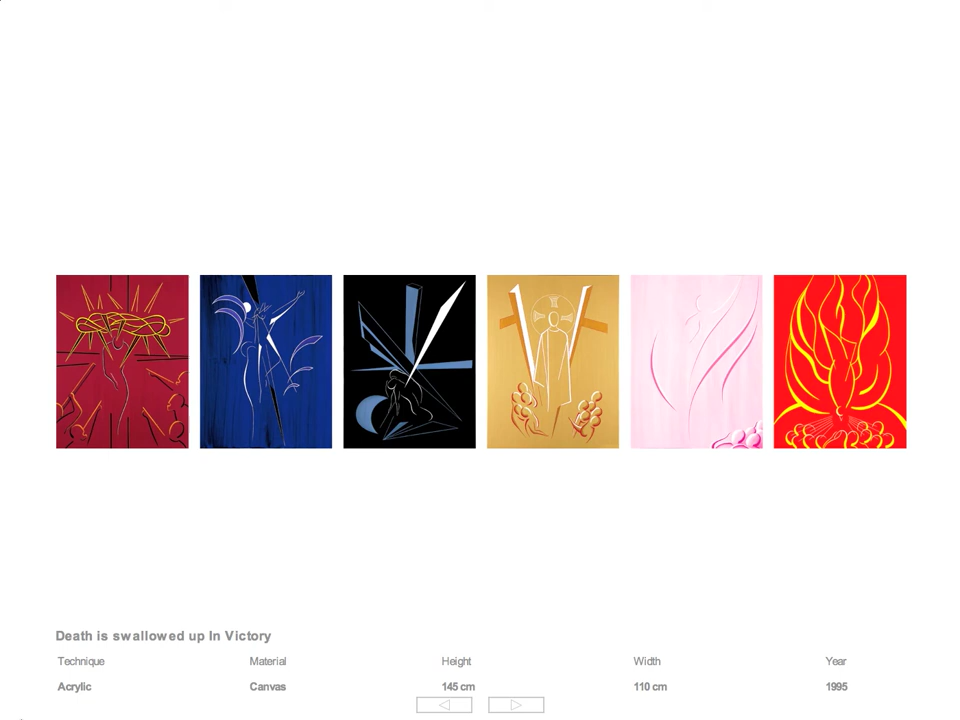 Death is swallowed up In Victory
Technique Material Height Width Year
Acrylic Canvas 145 cm 110 cm 1995